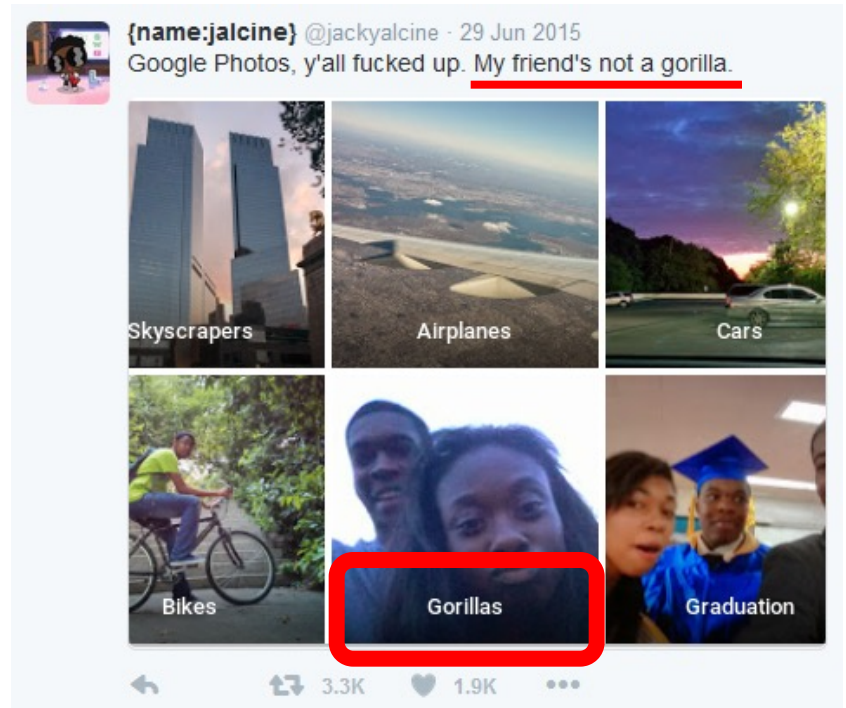 {name:jalcine} @jackyalcine · 29 Jun 2015
Google Photos, y'all fucked up. My friend's not a gorilla.
Skyscrapers Airplanes Cars
Bikes Gorillas Graduation
3.3K 1.9K